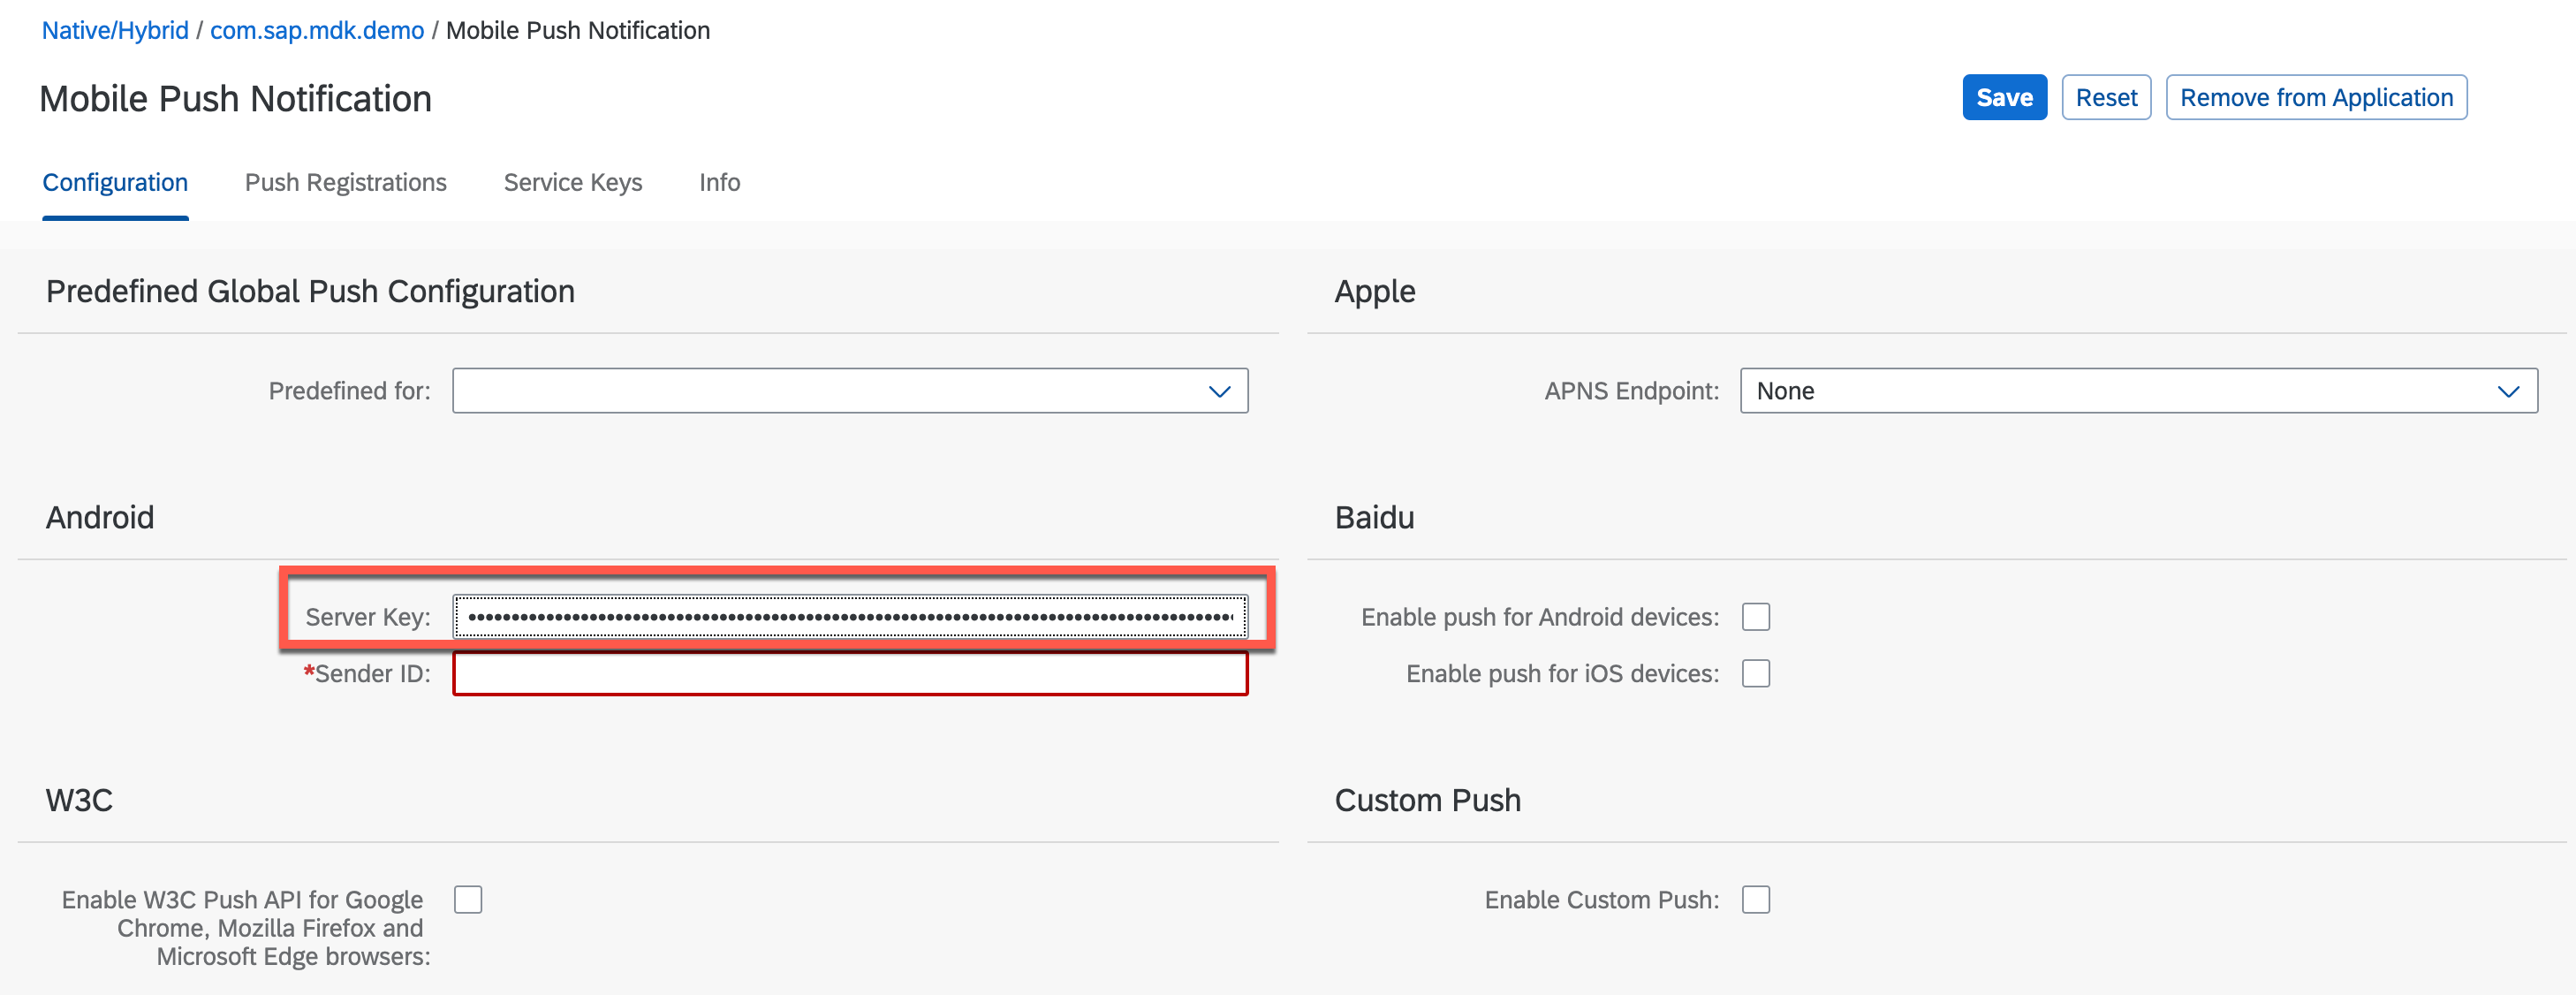 Native/Hybrid / com.sap.mdk.demo / Mobile Push Notification
Mobile Push Notification
Save
Reset
Remove from Application
Configuration
Push Registrations
Service Keys
Info
Predefined Global Push Configuration
Predefined for:
Apple
APNS Endpoint:
None
Android
Server Key:
*Sender ID:
Baidu
Enable push for Android devices:
Enable push for iOS devices:
W3C
Enable W3C Push API for Google
Chrome, Mozilla Firefox and
Microsoft Edge browsers:
Custom Push
Enable Custom Push: